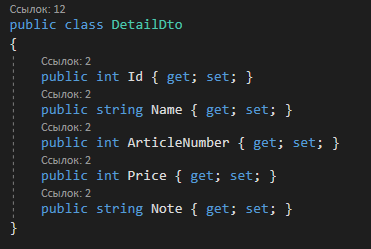 Ссылок: 12
public class DetailDto
{
Ссылок: 2
public int Id { get; set; }
Ссылок: 2
public string Name { get; set; }
Ссылок: 2
public int ArticleNumber { get; set; }
Ссылок: 2
public int Price { get; set; }
Ссылок: 2
public string Note { get; set; }
}